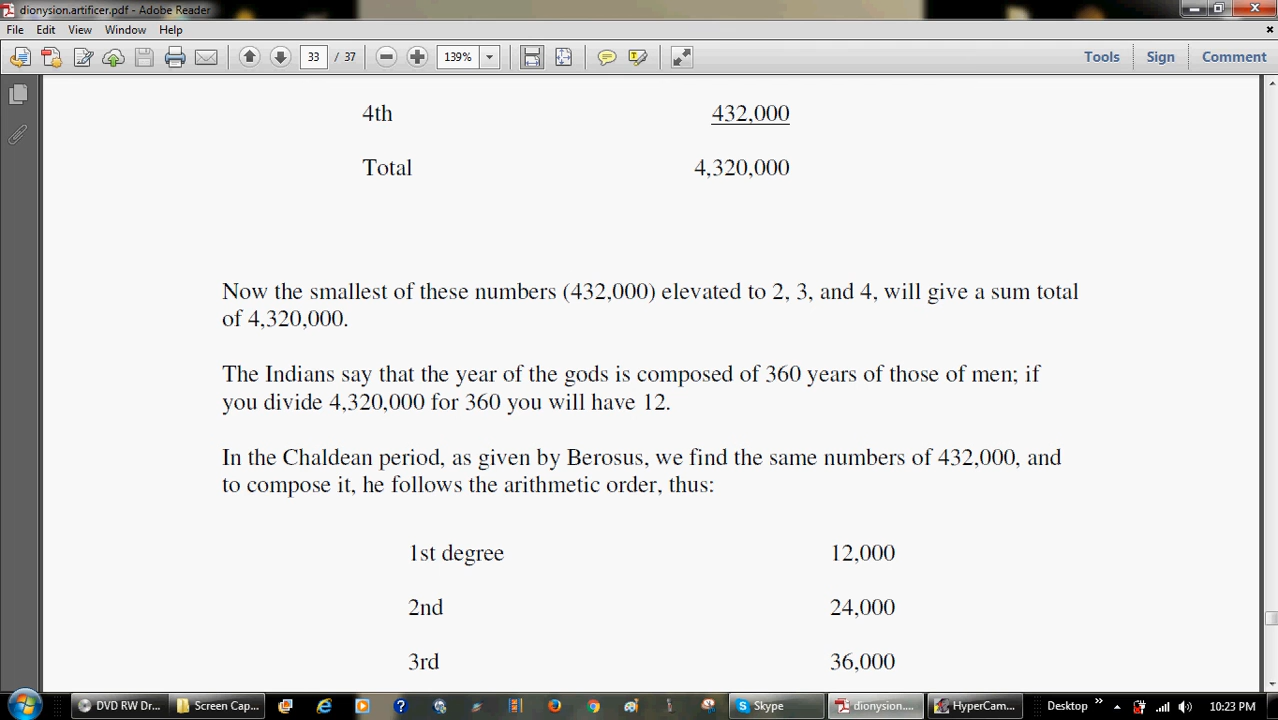 dionysion.artificer.pdf - Adobe Reader
File Edit View Window Help
33 / 37 139% Tools Sign Comment
4th 432,000
Total 4,320,000
Now the smallest of these numbers (432,000) elevated to 2, 3, and 4, will give a sum total
of 4,320,000.
The Indians say that the year of the gods is composed of 360 years of those of men; if
you divide 4,320,000 for 360 you will have 12.
In the Chaldean period, as given by Berosus, we find the same numbers of 432,000, and
to compose it, he follows the arithmetic order, thus:
1st degree 12,000
2nd 24,000
3rd 36,000
DVD RW Dr... Screen Cap... Skype dionysion.... HyperCam... Desktop 10:23 PM